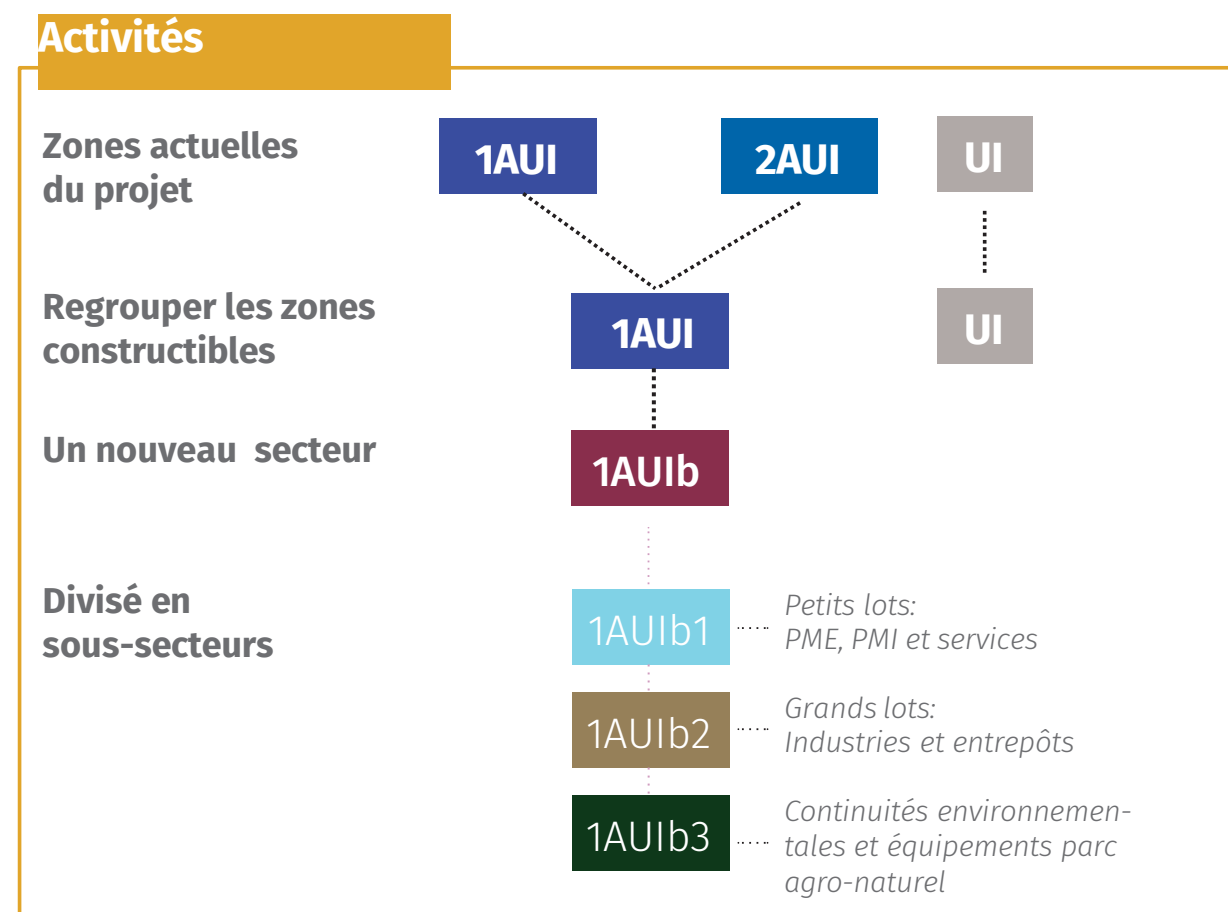 Activités
Zones actuelles
du projet
1AUI
2AUI
UI
Regrouper les zones
constructibles
1AUI
UI
Un nouveau  secteur
1AUIb
Divisé en
sous-secteurs
1AUIb1
Petits lots:
PME, PMI et services
1AUIb2
Grands lots:
Industries et entrepôts
1AUIb3
Continuités environnemen-
tales et équipements parc
agro-naturel